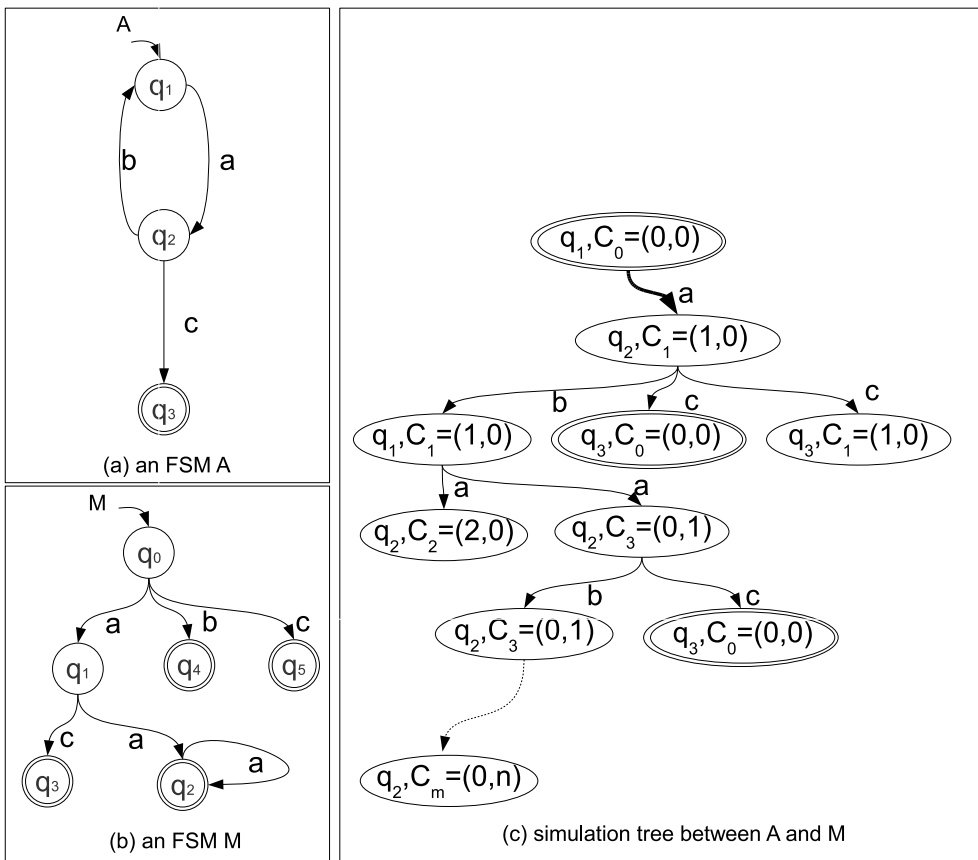 A
q1
b
a
q2
c
q3
(a) an FSM A
M
q0
a
b
c
q1
q4
q5
c
a
a
q3
q2
(b) an FSM M
q1,C0=(0,0)
a
q2,C1=(1,0)
b
c
c
q1,C1=(1,0)
q3,C0=(0,0)
q3,C1=(1,0)
a
a
q2,C2=(2,0)
q2,C3=(0,1)
b
c
q2,C3=(0,1)
q3,C0=(0,0)
q2,Cm=(0,n)
(c) simulation tree between A and M